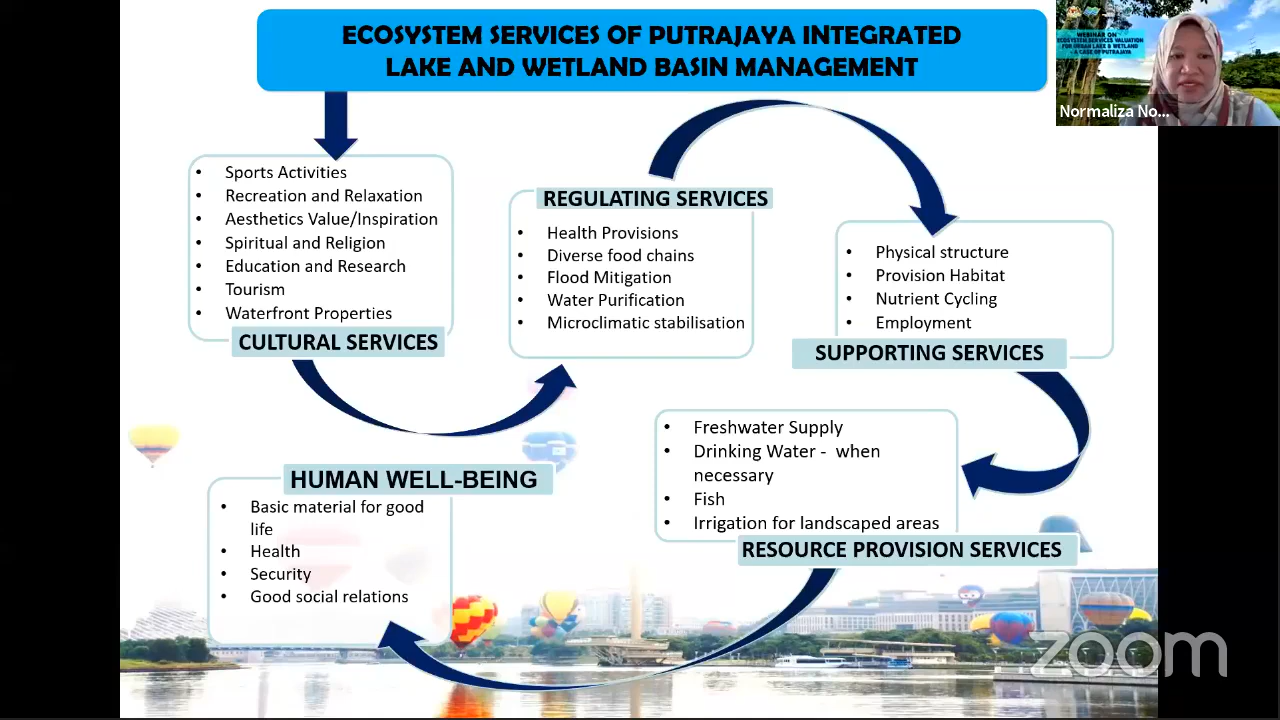 ECOSYSTEM SERVICES OF PUTRAJAYA INTEGRATED
LAKE AND WETLAND BASIN MANAGEMENT
WEBINAR ON
ECOSYSTEM SERVICES VALUATION
FOR URBAN LAKE & WETLAND
- A CASE OF PUTRAJAYA
Normaliza No...
• Sports Activities
• Recreation and Relaxation
• Aesthetics Value/Inspiration
• Spiritual and Religion
• Education and Research
• Tourism
• Waterfront Properties
CULTURAL SERVICES
REGULATING SERVICES
• Health Provisions
• Diverse food chains
• Flood Mitigation
• Water Purification
• Microclimatic stabilisation
• Physical structure
• Provision Habitat
• Nutrient Cycling
• Employment
SUPPORTING SERVICES
• Freshwater Supply
• Drinking Water - when
necessary
• Fish
• Irrigation for landscaped areas
RESOURCE PROVISION SERVICES
HUMAN WELL-BEING
• Basic material for good
life
• Health
• Security
• Good social relations
zoom